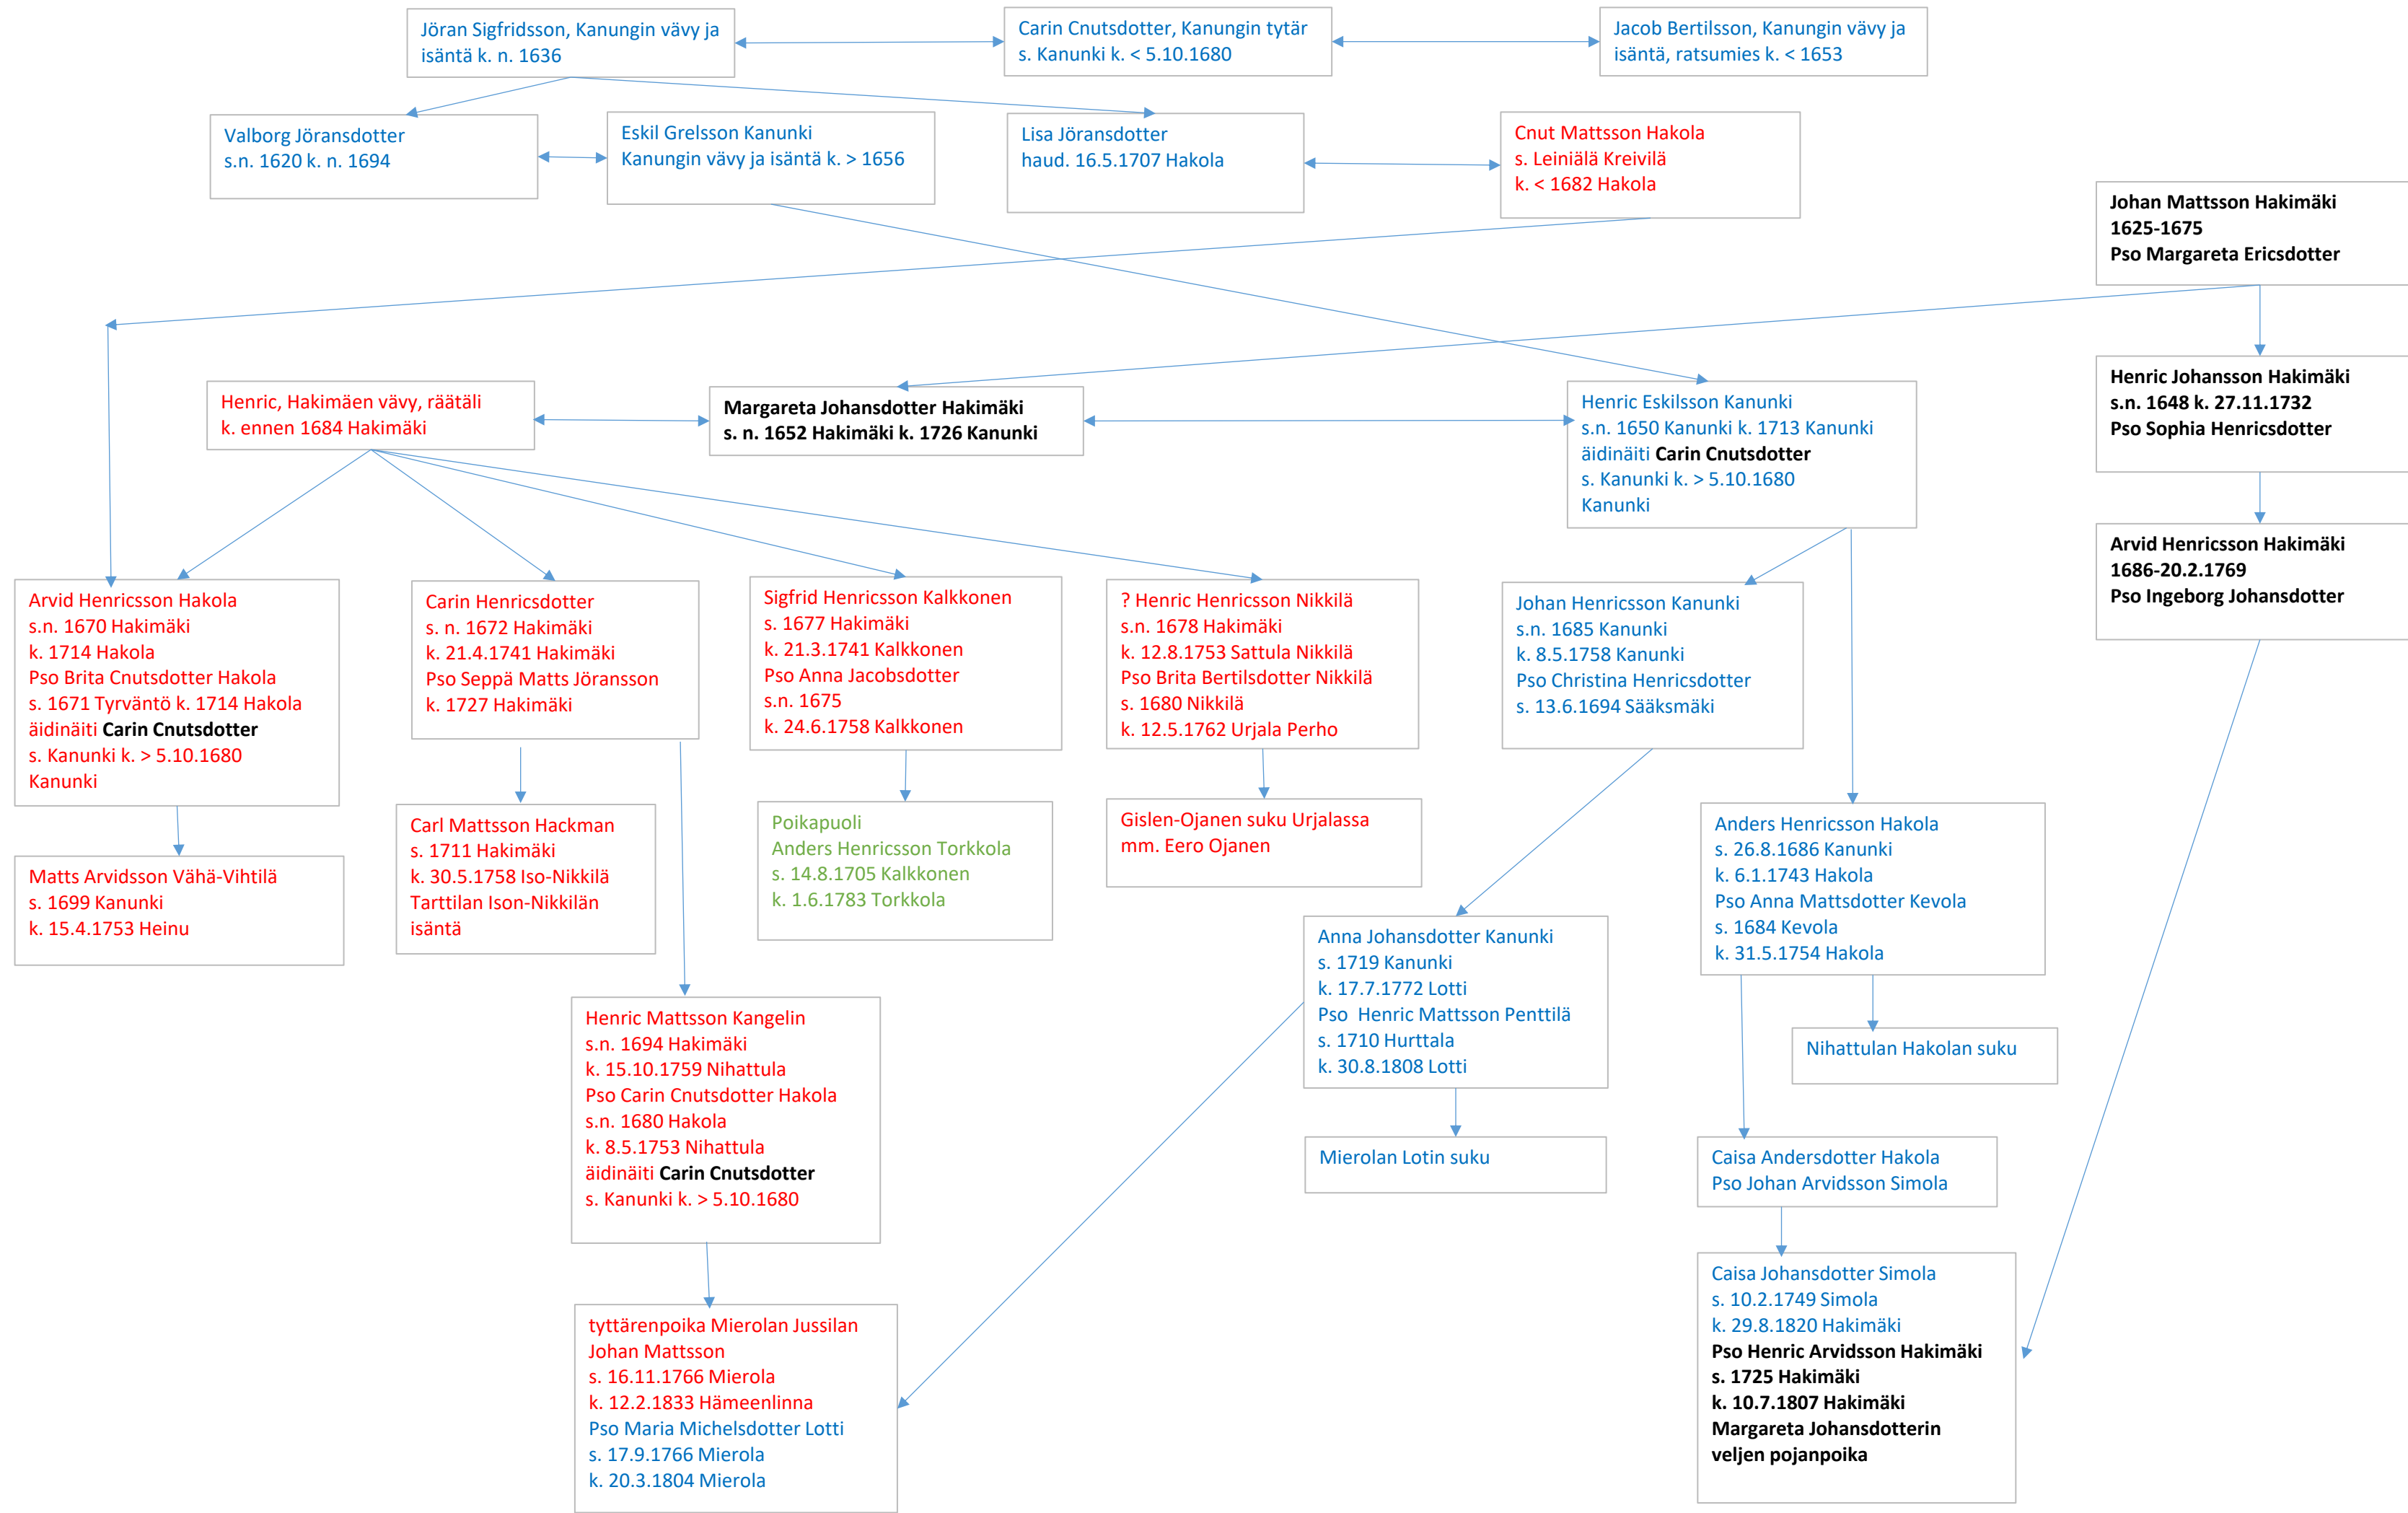 Jöran Sigfridsson, Kanungin vävy ja
isäntä k. n. 1636
Carin Cnutsdotter, Kanungin tytär
s. Kanunki k. < 5.10.1680
Jacob Bertilsson, Kanungin vävy ja
isäntä, ratsumies k. < 1653
Valborg Jöransdotter
s.n. 1620 k. n. 1694
Eskil Grelsson Kanunki
Kanungin vävy ja isäntä k. > 1656
Lisa Jöransdotter
haud. 16.5.1707 Hakola
Cnut Mattsson Hakola
s. Leiniälä Kreivilä
k. < 1682 Hakola
Johan Mattsson Hakimäki
1625-1675
Pso Margareta Ericsdotter
Henric, Hakimäen vävy, räätäli
k. ennen 1684 Hakimäki
Margareta Johansdotter Hakimäki
s. n. 1652 Hakimäki k. 1726 Kanunki
Henric Eskilsson Kanunki
s.n. 1650 Kanunki k. 1713 Kanunki
äidinäiti Carin Cnutsdotter
s. Kanunki k. > 5.10.1680
Kanunki
Henric Johansson Hakimäki
s.n. 1648 k. 27.11.1732
Pso Sophia Henricsdotter
Arvid Henricsson Hakimäki
1686-20.2.1769
Pso Ingeborg Johansdotter
Arvid Henricsson Hakola
s.n. 1670 Hakimäki
k. 1714 Hakola
Pso Brita Cnutsdotter Hakola
s. 1671 Tyrväntö k. 1714 Hakola
äidinäiti Carin Cnutsdotter
s. Kanunki k. > 5.10.1680
Kanunki
Carin Henricsdotter
s. n. 1672 Hakimäki
k. 21.4.1741 Hakimäki
Pso Seppä Matts Jöransson
k. 1727 Hakimäki
Sigfrid Henricsson Kalkkonen
s. 1677 Hakimäki
k. 21.3.1741 Kalkkonen
Pso Anna Jacobsdotter
s.n. 1675
k. 24.6.1758 Kalkkonen
? Henric Henricsson Nikkilä
s.n. 1678 Hakimäki
k. 12.8.1753 Sattula Nikkilä
Pso Brita Bertilsdotter Nikkilä
s. 1680 Nikkilä
k. 12.5.1762 Urjala Perho
Johan Henricsson Kanunki
s.n. 1685 Kanunki
k. 8.5.1758 Kanunki
Pso Christina Henricsdotter
s. 13.6.1694 Sääksmäki
Matts Arvidsson Vähä-Vihtilä
s. 1699 Kanunki
k. 15.4.1753 Heinu
Carl Mattsson Hackman
s. 1711 Hakimäki
k. 30.5.1758 Iso-Nikkilä
Tarttilan Ison-Nikkilän
isäntä
Poikapuoli
Anders Henricsson Torkkola
s. 14.8.1705 Kalkkonen
k. 1.6.1783 Torkkola
Gislen-Ojanen suku Urjalassa
mm. Eero Ojanen
Anders Henricsson Hakola
s. 26.8.1686 Kanunki
k. 6.1.1743 Hakola
Pso Anna Mattsdotter Kevola
s. 1684 Kevola
k. 31.5.1754 Hakola
Anna Johansdotter Kanunki
s. 1719 Kanunki
k. 17.7.1772 Lotti
Pso  Henric Mattsson Penttilä
s. 1710 Hurttala
k. 30.8.1808 Lotti
Henric Mattsson Kangelin
s.n. 1694 Hakimäki
k. 15.10.1759 Nihattula
Pso Carin Cnutsdotter Hakola
s.n. 1680 Hakola
k. 8.5.1753 Nihattula
äidinäiti Carin Cnutsdotter
s. Kanunki k. > 5.10.1680
Nihattulan Hakolan suku
Mierolan Lotin suku
Caisa Andersdotter Hakola
Pso Johan Arvidsson Simola
tyttärenpoika Mierolan Jussilan
Johan Mattsson
s. 16.11.1766 Mierola
k. 12.2.1833 Hämeenlinna
Pso Maria Michelsdotter Lotti
s. 17.9.1766 Mierola
k. 20.3.1804 Mierola
Caisa Johansdotter Simola
s. 10.2.1749 Simola
k. 29.8.1820 Hakimäki
Pso Henric Arvidsson Hakimäki
s. 1725 Hakimäki
k. 10.7.1807 Hakimäki
Margareta Johansdotterin
veljen pojanpoika